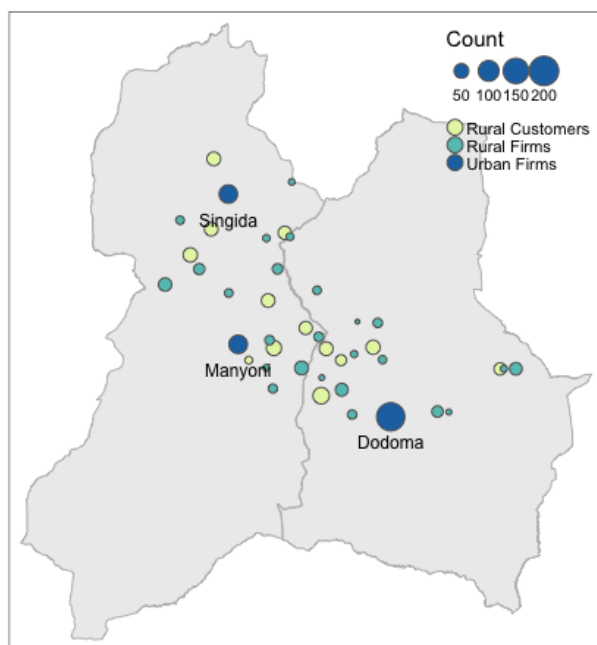 Count
50 100 150 200
Rural Customers
Rural Firms
Urban Firms
Singida
Manyoni
Dodoma